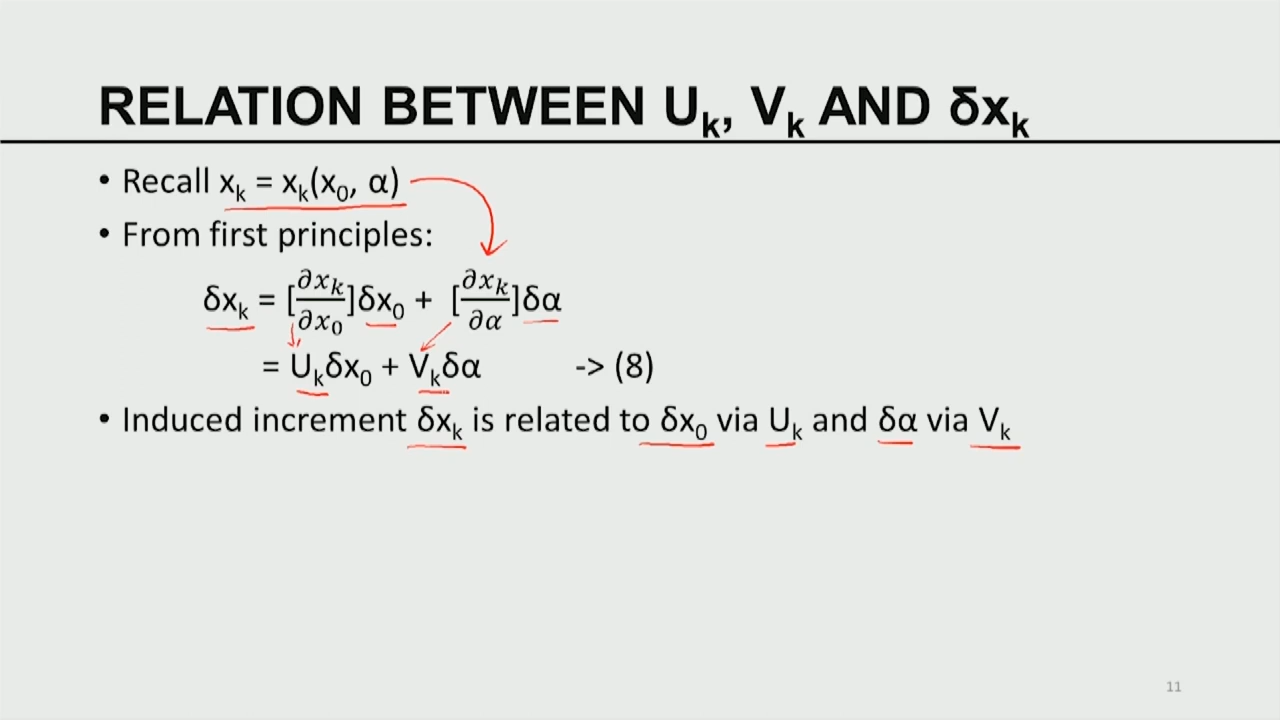 RELATION BETWEEN Uₖ, Vₖ AND δxₖ
• Recall xₖ = xₖ(x₀, α)
• From first principles:
δxₖ = [∂xₖ/∂x₀]δx₀ + [∂xₖ/∂α]δα
= Uₖδx₀ + Vₖδα -> (8)
• Induced increment δxₖ is related to δx₀ via Uₖ and δα via Vₖ
11